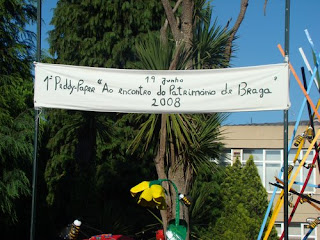 19 junho
1º Peddy-Paper "Ao encontro do Património de Braga"
2008